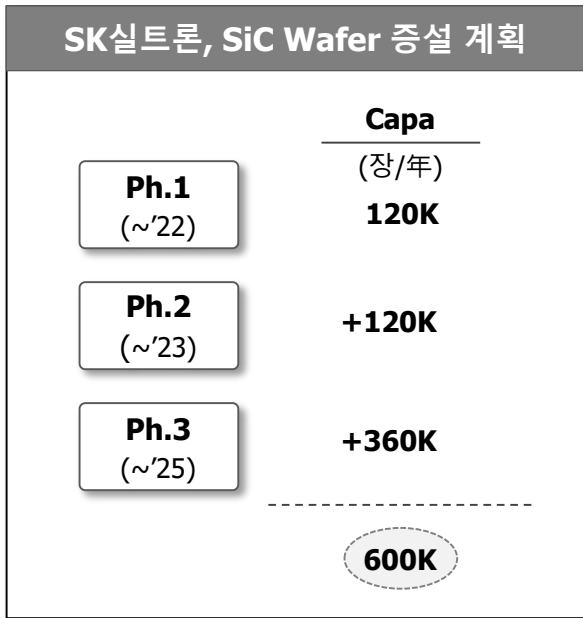 SK실트론, SiC Wafer 증설 계획
Capa
(장/年)
Ph.1
(~’22)
120K
Ph.2
(~’23)
+120K
Ph.3
(~’25)
+360K
600K